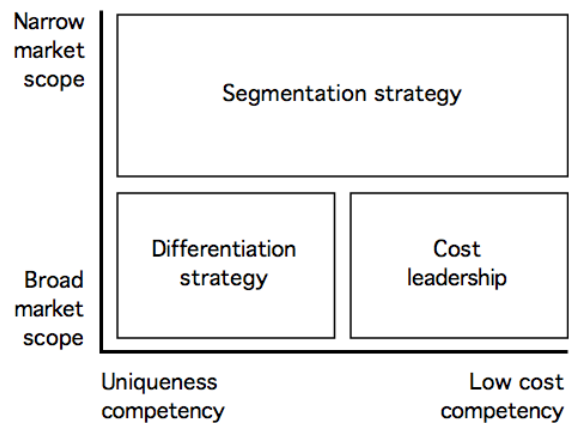 Narrow
market
scope
Segmentation strategy
Differentiation
strategy
Cost
leadership
Broad
market
scope
Uniqueness
competency
Low cost
competency